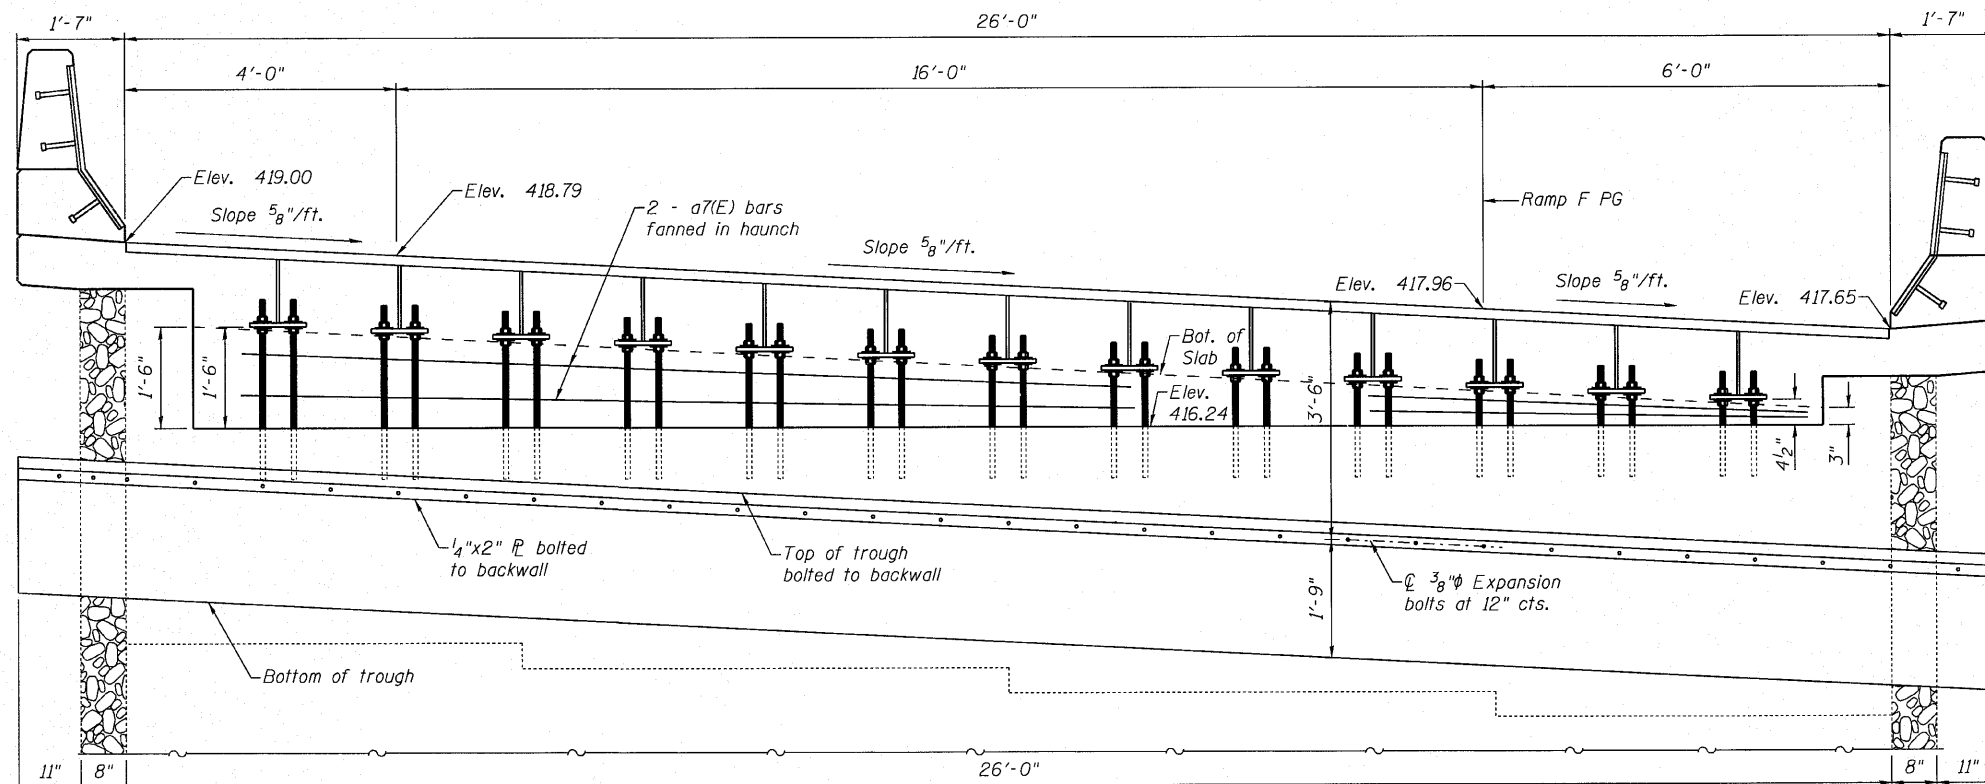 1'-7"
26'-0"
1'-7"
4'-0"
16'-0"
6'-0"
Elev. 419.00
Slope 5/8"/ft.
Elev. 418.79
2 - a7(E) bars
fanned in haunch
Slope 5/8"/ft.
Ramp F PG
Elev. 417.96
Slope 5/8"/ft.
Elev. 417.65
1'-6"
1'-6"
Bot. of
Slab
Elev.
416.24
3'-6"
4½"
3"
¼"x2" ⅊ bolted
to backwall
Top of trough
bolted to backwall
℄ 3/8"ϕ Expansion
bolts at 12" cts.
1'-9"
Bottom of trough
11"
8"
26'-0"
8"
11"